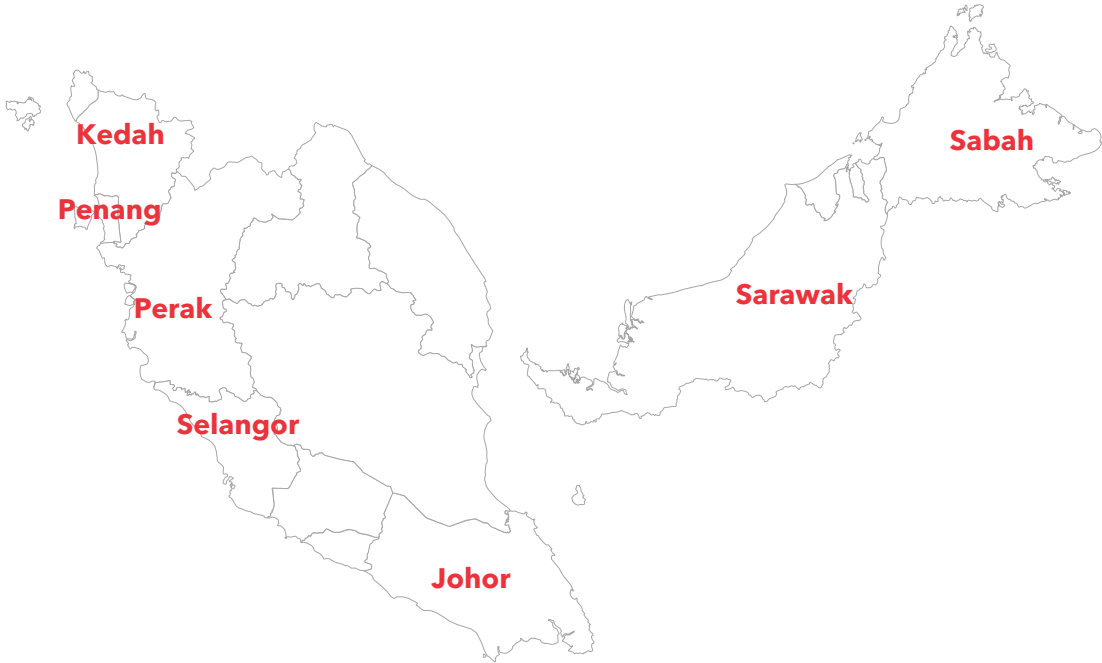 Kedah
Sabah
Penang
Sarawak
Perak
Selangor
Johor